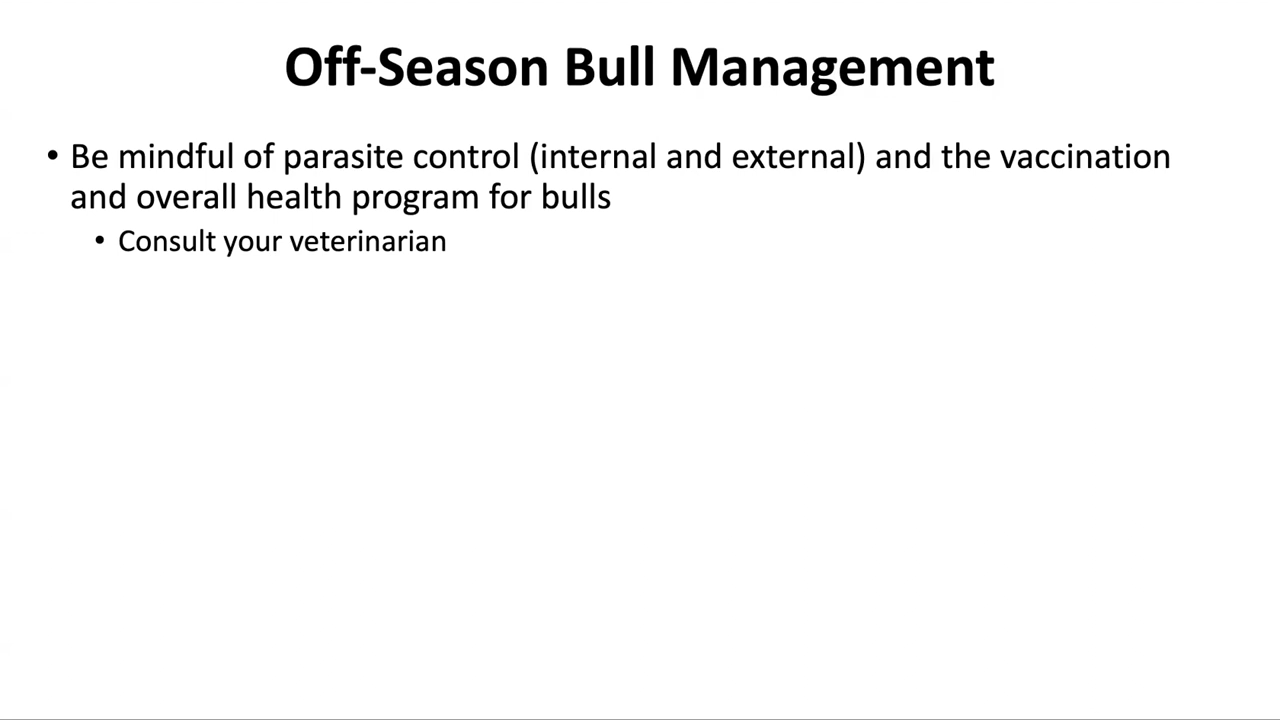 Off-Season Bull Management
• Be mindful of parasite control (internal and external) and the vaccination
and overall health program for bulls
• Consult your veterinarian